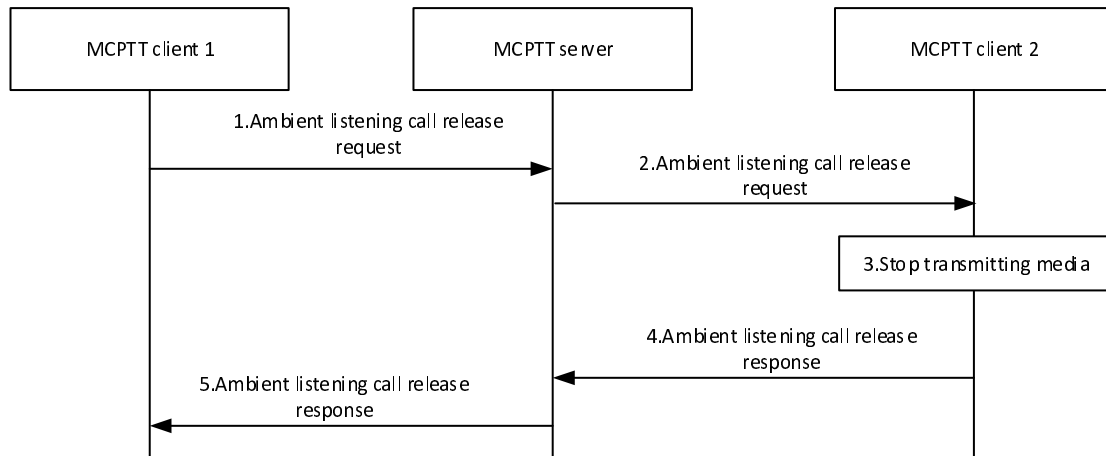 MCPTT client 1
MCPTT server
MCPTT client 2
1.Ambient listening call release
request
2.Ambient listening call release
request
3.Stop transmitting media
4.Ambient listening call release
response
5.Ambient listening call release
response